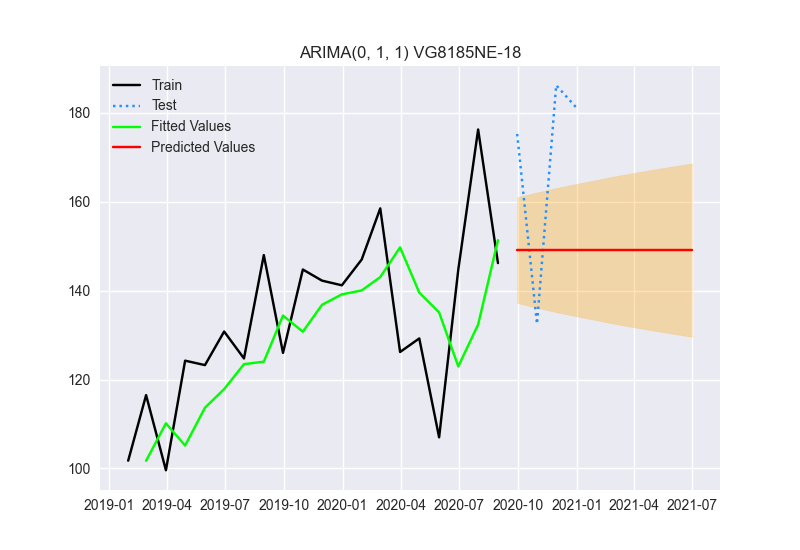 ARIMA(0, 1, 1) VG8185NE-18
Train
Test
Fitted Values
Predicted Values
180
160
140
120
100
2019-01 2019-04 2019-07 2019-10 2020-01 2020-04 2020-07 2020-10 2021-01 2021-04 2021-07